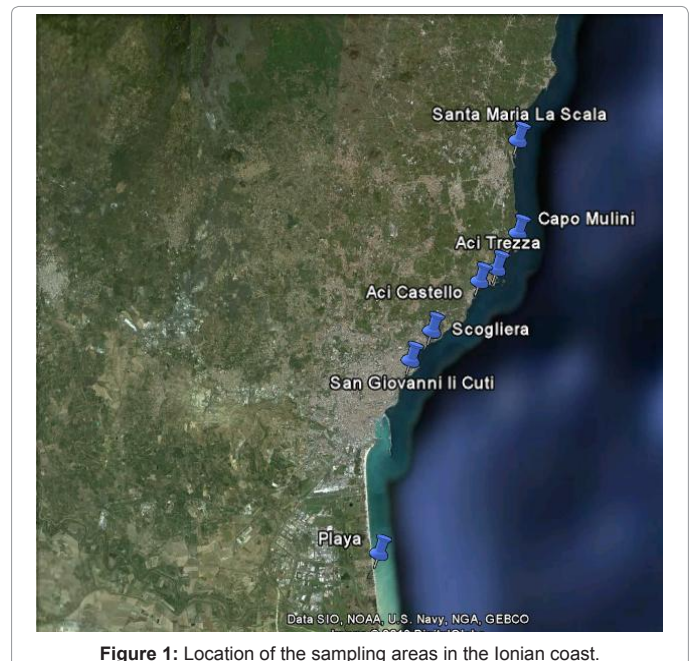 Santa Maria La Scala
Capo Mulini
Aci Trezza
Aci Castello
Scogliera
San Giovanni li Cuti
Playa
Data SIO, NOAA, U.S. Navy, NGA, GEBCO
Figure 1: Location of the sampling areas in the Ionian coast.